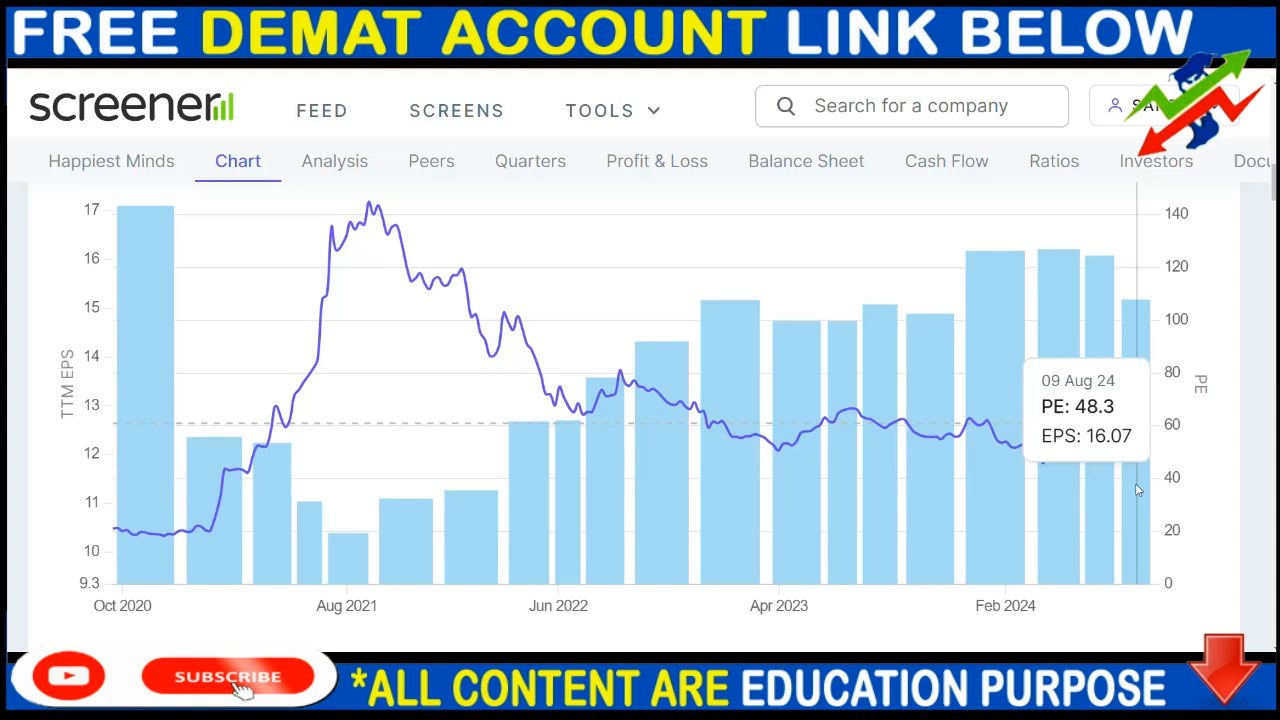 FREE DEMAT ACCOUNT LINK BELOW
screener
FEED
SCREENS
TOOLS
Search for a company
Happiest Minds
Chart
Analysis
Peers
Quarters
Profit & Loss
Balance Sheet
Cash Flow
Ratios
Investors
17
16
15
14
13
12
11
10
9.3
TTM EPS
140
120
100
80
60
40
20
0
PE
09 Aug 24
PE: 48.3
EPS: 16.07
Oct 2020
Aug 2021
Jun 2022
Apr 2023
Feb 2024
SUBSCRIBE
*ALL CONTENT ARE EDUCATION PURPOSE